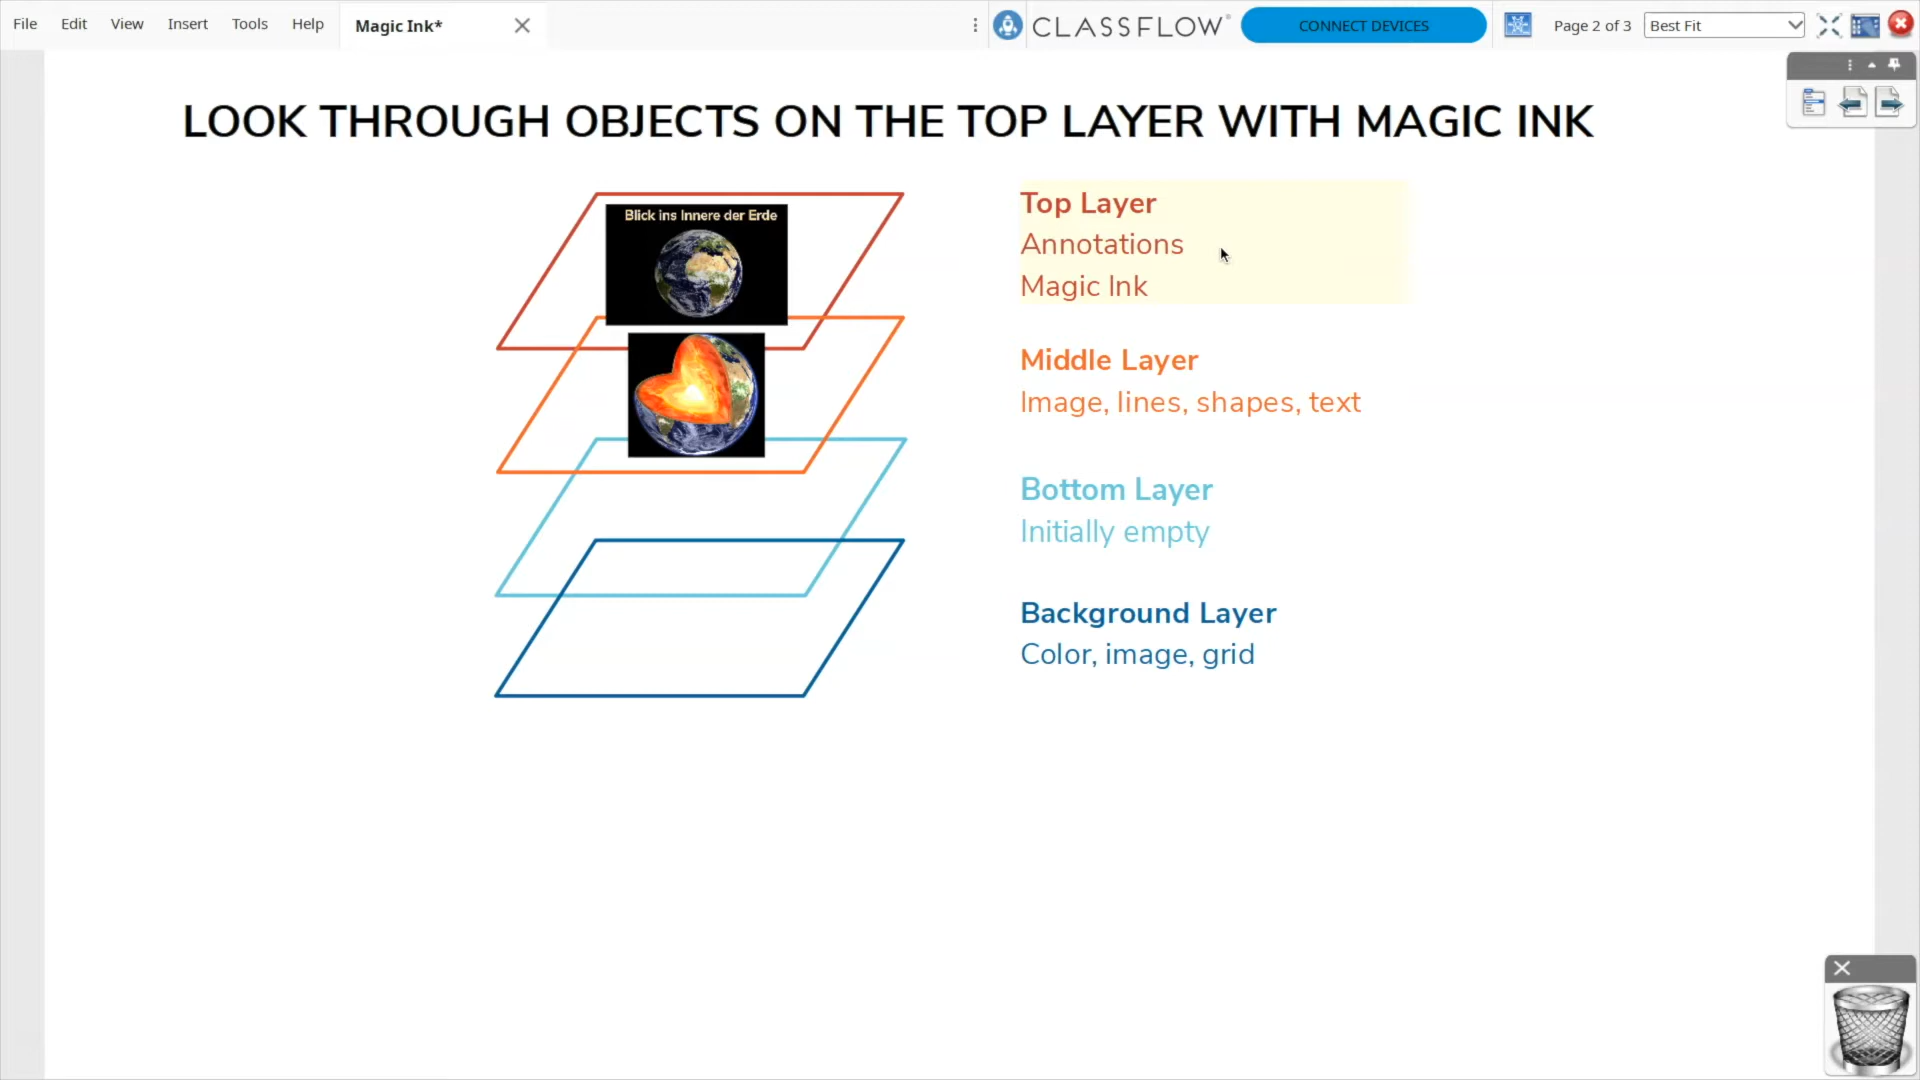 File Edit View Insert Tools Help Magic Ink* CLASSFLOW CONNECT DEVICES Page 2 of 3 Best Fit
LOOK THROUGH OBJECTS ON THE TOP LAYER WITH MAGIC INK
Blick ins Innere der Erde
Top Layer
Annotations
Magic Ink
Middle Layer
Image, lines, shapes, text
Bottom Layer
Initially empty
Background Layer
Color, image, grid